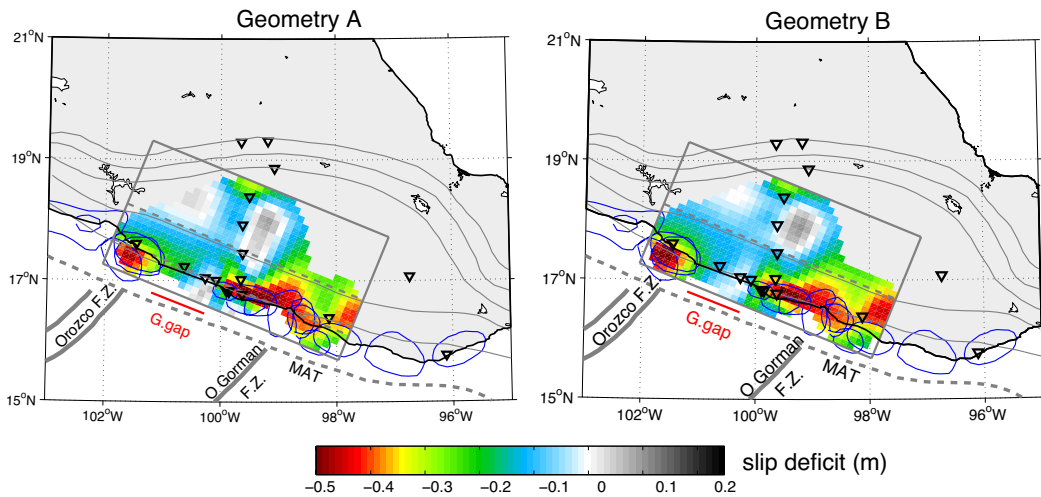 Geometry A
Geometry B
21°N
19°N
17°N
15°N
102°W
100°W
98°W
96°W
Orozco F.Z.
G.gap
O Gorman
F.Z.
MAT
21°N
19°N
17°N
15°N
102°W
100°W
98°W
96°W
Orozco F.Z.
G.gap
O Gorman
F.Z.
MAT
−0.5
−0.4
−0.3
−0.2
−0.1
0
0.1
0.2
slip deficit (m)